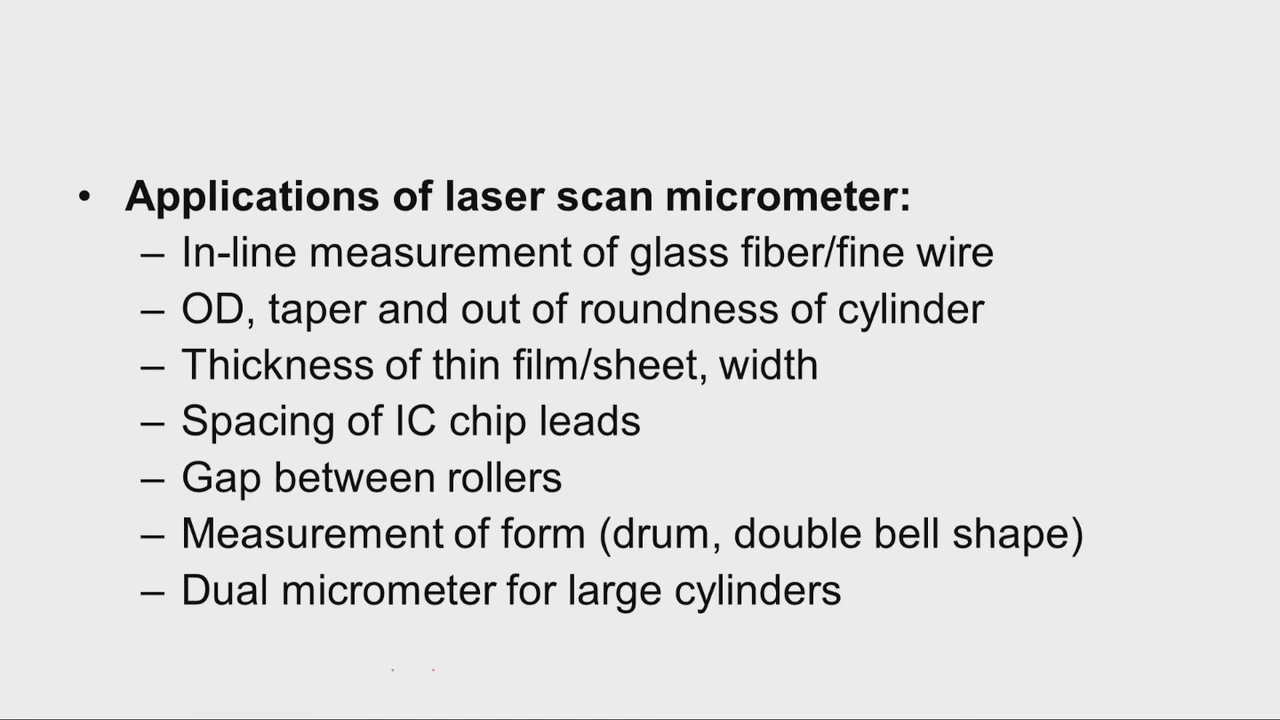 • Applications of laser scan micrometer:
– In-line measurement of glass fiber/fine wire
– OD, taper and out of roundness of cylinder
– Thickness of thin film/sheet, width
– Spacing of IC chip leads
– Gap between rollers
– Measurement of form (drum, double bell shape)
– Dual micrometer for large cylinders